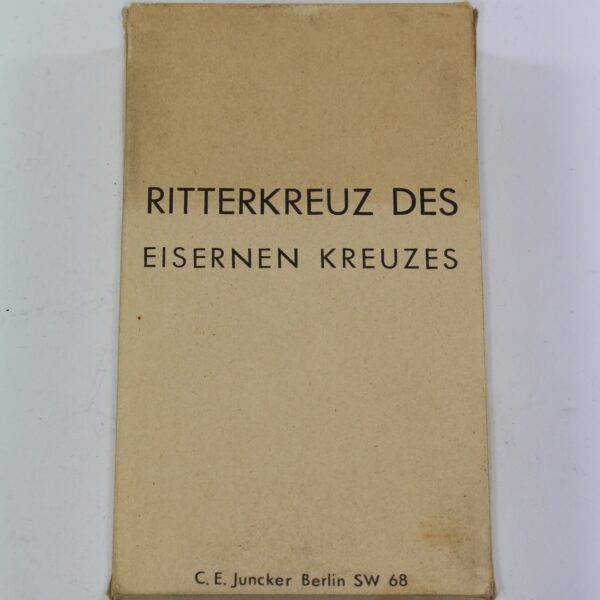 RITTERKREUZ DES
EISERNEN KREUZES
C. E. Juncker Berlin SW 68